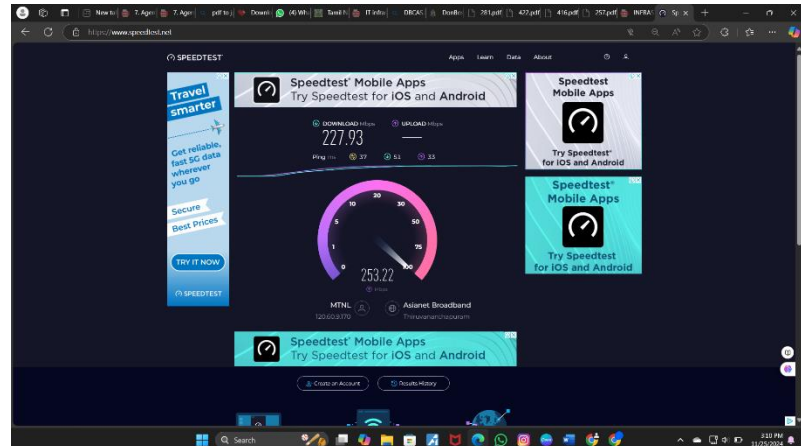 7. Ager
7. Ager
pdf to j
Downl
(4) Wh
Tamil N
IT infra
DBCAS
DonBo
281.pdf
422.pdf
416.pdf
257.pdf
INFRA
Sp
https://www.speedtest.net
SPEEDTEST
Apps Learn Data About
Travel
smarter
Get reliable,
fast 5G data
wherever
you go
Secure
Best Prices
TRY IT NOW
SPEEDTEST
Speedtest® Mobile Apps
Try Speedtest for iOS and Android
DOWNLOAD Mbps UPLOAD Mbps
227.93 —
Ping ms 37 51 33
0
1
5
10
20
30
50
75
100
253.22
Mbps
MTNL
Asianet Broadband
Thiruvananthapuram
Speedtest® Mobile Apps
Try Speedtest for iOS and Android
Create an Account
Results History
Speedtest
Mobile Apps
Try Speedtest®
for iOS and Android
Speedtest®
Mobile Apps
Try Speedtest
for iOS and Android
Search
3:10 PM
11/25/2024